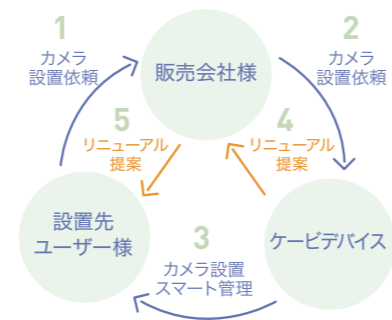 1
カメラ
設置依頼
販売会社様
2
カメラ
設置依頼
5
リニューアル
提案
4
リニューアル
提案
設置先
ユーザー様
3
カメラ設置
スマート管理
ケービデバイス